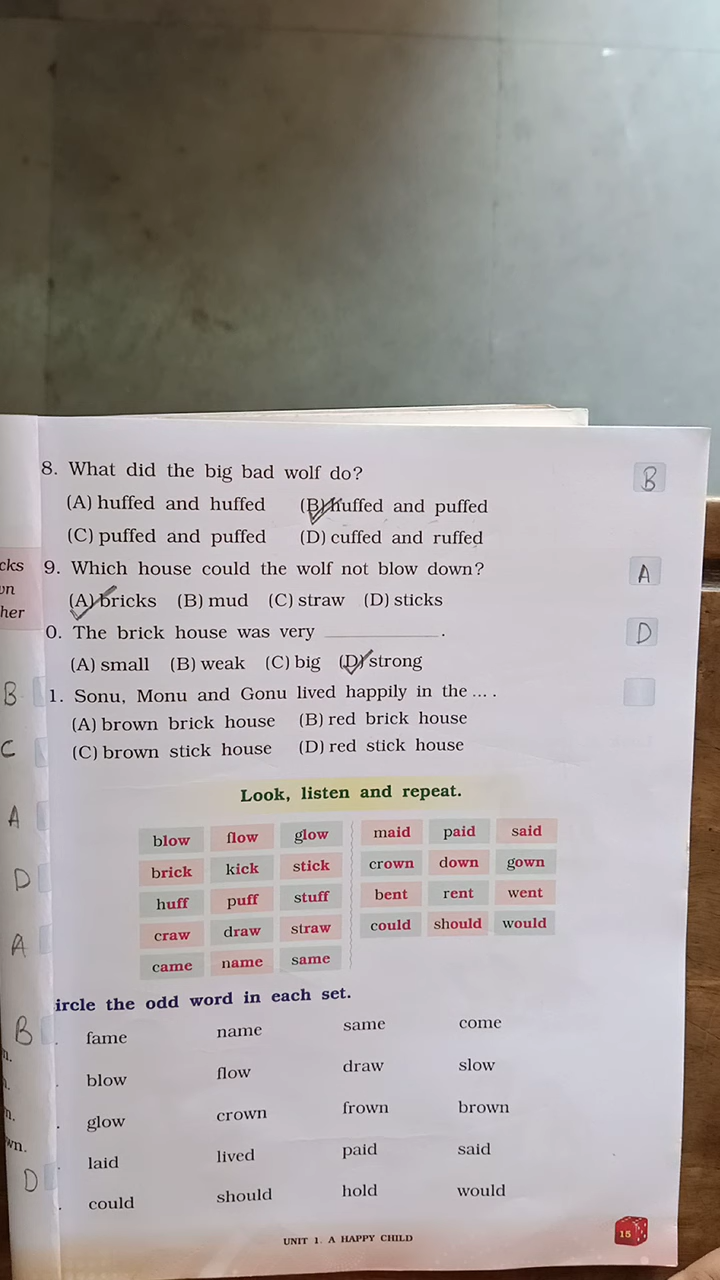 8. What did the big bad wolf do? B
(A) huffed and huffed (B) huffed and puffed
(C) puffed and puffed (D) cuffed and ruffed
9. Which house could the wolf not blow down? A
(A) bricks (B) mud (C) straw (D) sticks
0. The brick house was very ___________ . D
(A) small (B) weak (C) big (D) strong
1. Sonu, Monu and Gonu lived happily in the ... .
(A) brown brick house (B) red brick house
(C) brown stick house (D) red stick house
cks
her
B
C
A
D
A
B
D
Look, listen and repeat.
blow flow glow maid paid said
brick kick stick crown down gown
huff puff stuff bent rent went
craw draw straw could should would
came name same
ircle the odd word in each set.
fame name same come
blow flow draw slow
glow crown frown brown
laid lived paid said
could should hold would
UNIT 1. A HAPPY CHILD
15